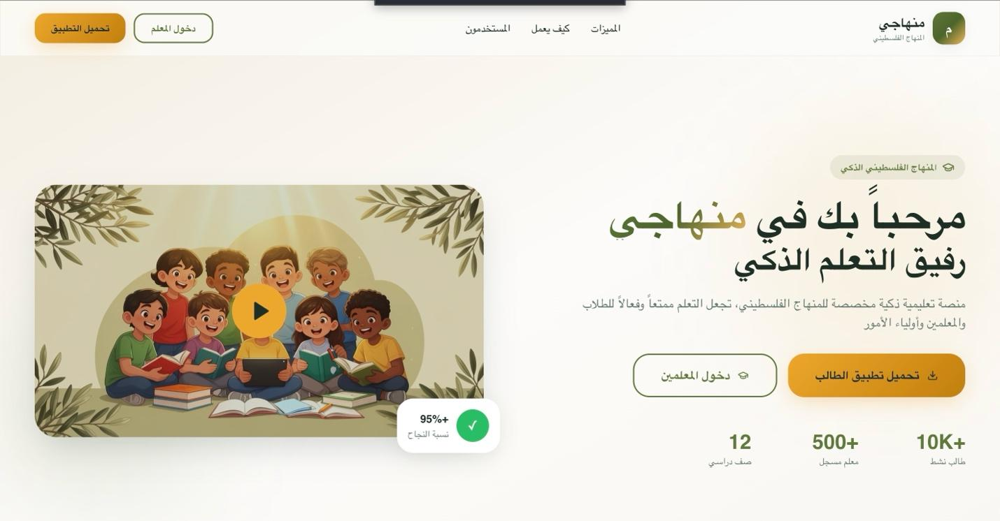 م
منهاجي
المنهاج الفلسطيني
المميزات
كيف يعمل
المستخدمون
دخول المعلم
تحميل التطبيق
المنهاج الفلسطيني الذكي
مرحباً بك في منهاجي
رفيق التعلم الذكي
منصة تعليمية ذكية مخصصة للمنهاج الفلسطيني، تجعل التعلم ممتعاً وفعالاً للطلاب
والمعلمين وأولياء الأمور
تحميل تطبيق الطالب
دخول المعلمين
10K+
طالب نشط
500+
معلم مسجل
12
صف دراسي
95%+
نسبة النجاح